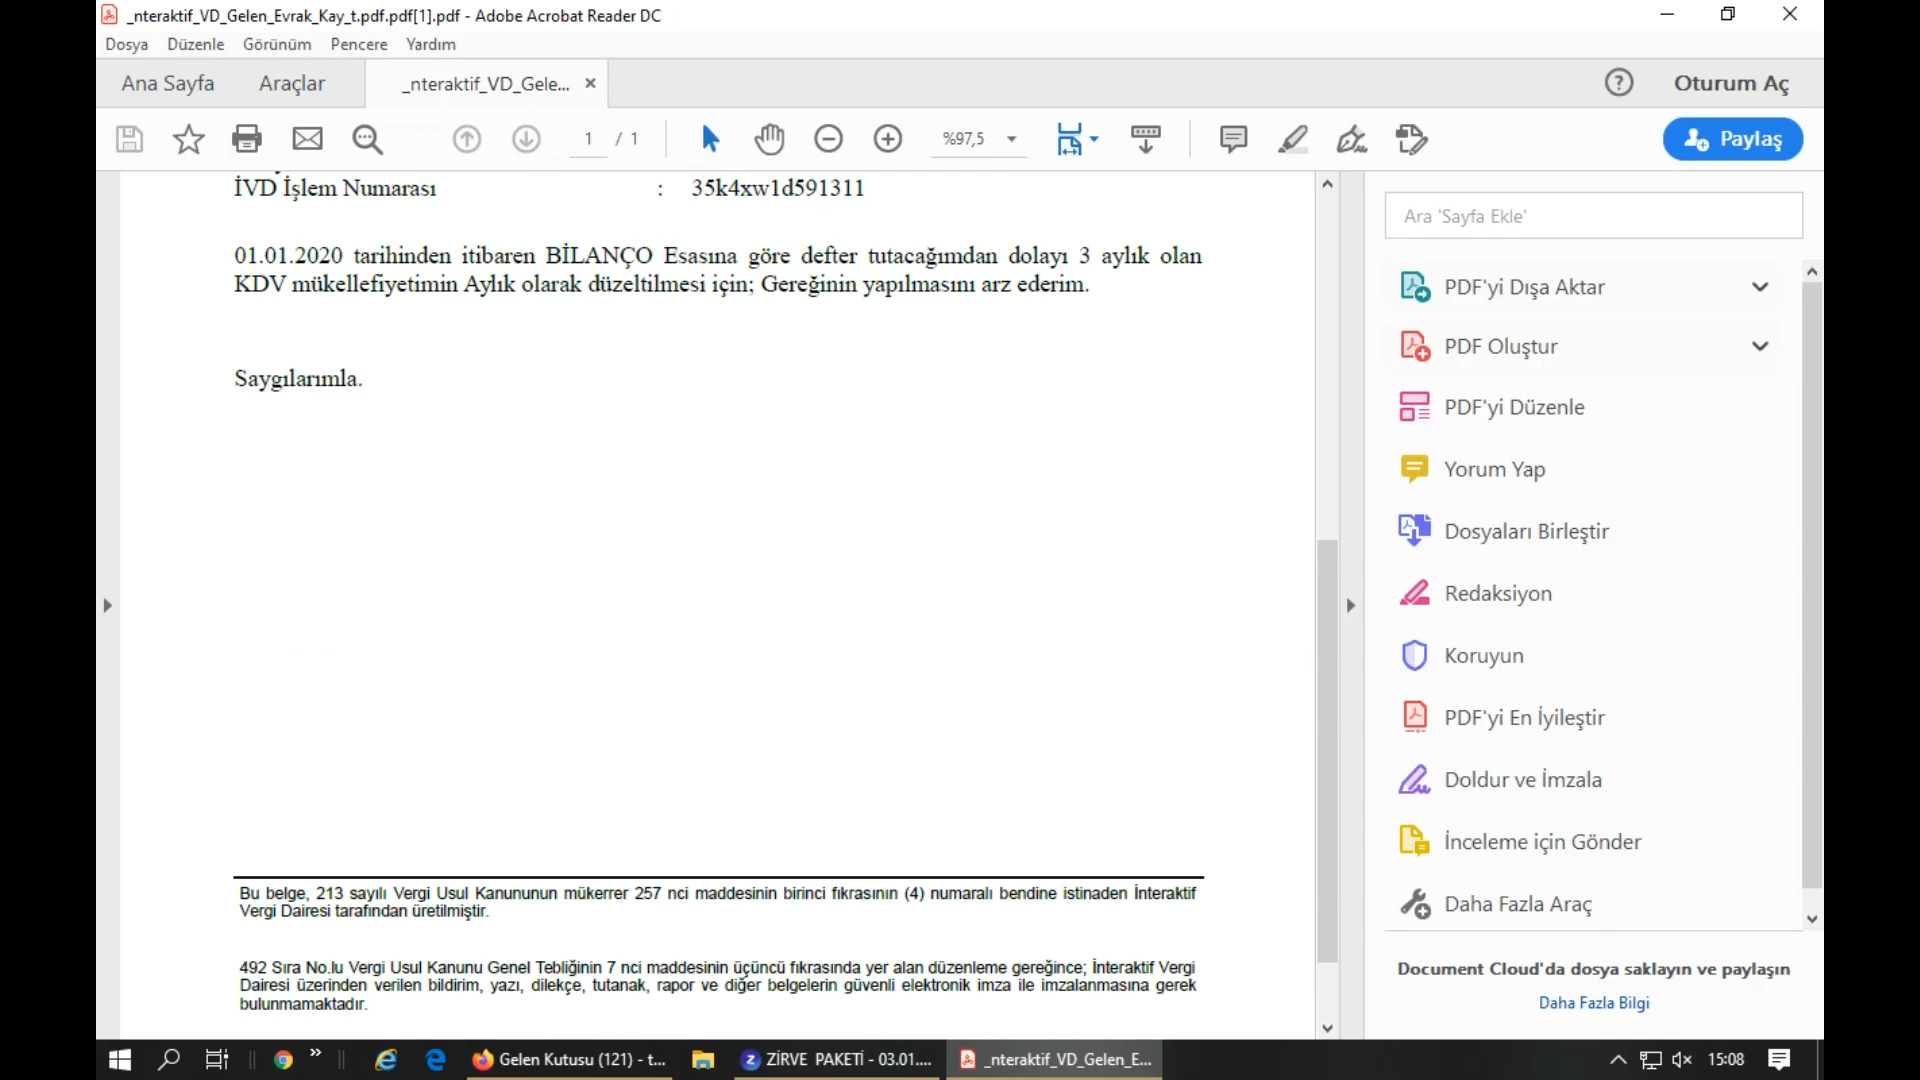 _nteraktif_VD_Gelen_Evrak_Kay_t.pdf.pdf[1].pdf - Adobe Acrobat Reader DC
Dosya Düzenle Görünüm Pencere Yardım
Ana Sayfa Araçlar _nteraktif_VD_Gele... Oturum Aç
1 / 1 %97,5 Paylaş
İVD İşlem Numarası : 35k4xw1d591311
01.01.2020 tarihinden itibaren BİLANÇO Esasına göre defter tutacağımdan dolayı 3 aylık olan
KDV mükellefiyetimin Aylık olarak düzeltilmesi için; Gereğinin yapılmasını arz ederim.
Saygılarımla.
Bu belge, 213 sayılı Vergi Usul Kanununun mükerrer 257 nci maddesinin birinci fıkrasının (4) numaralı bendine istinaden İnteraktif
Vergi Dairesi tarafından üretilmiştir.
492 Sıra No.lu Vergi Usul Kanunu Genel Tebliğinin 7 nci maddesinin üçüncü fıkrasında yer alan düzenleme gereğince; İnteraktif Vergi
Dairesi üzerinden verilen bildirim, yazı, dilekçe, tutanak, rapor ve diğer belgelerin güvenli elektronik imza ile imzalanmasına gerek
bulunmamaktadır.
Ara 'Sayfa Ekle'
PDF'yi Dışa Aktar
PDF Oluştur
PDF'yi Düzenle
Yorum Yap
Dosyaları Birleştir
Redaksiyon
Koruyun
PDF'yi En İyileştir
Doldur ve İmzala
İnceleme için Gönder
Daha Fazla Araç
Document Cloud'da dosya saklayın ve paylaşın
Daha Fazla Bilgi
Gelen Kutusu (121) - t... ZİRVE PAKETİ - 03.01.... _nteraktif_VD_Gelen_E... 15:08